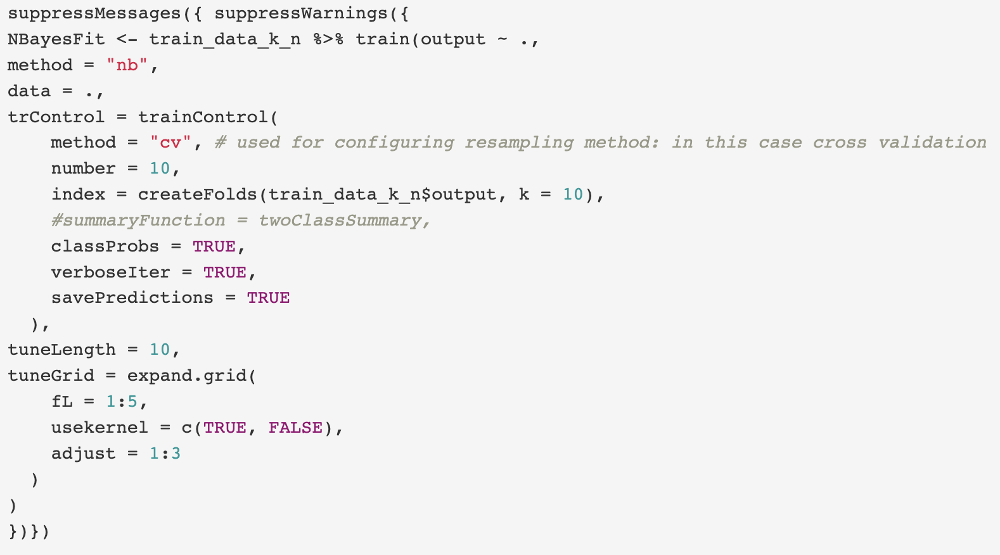 suppressMessages({ suppressWarnings({
NBayesFit <- train_data_k_n %>% train(output ~ .,
method = "nb",
data = .,
trControl = trainControl(
    method = "cv", # used for configuring resampling method: in this case cross validation
    number = 10,
    index = createFolds(train_data_k_n$output, k = 10),
    #summaryFunction = twoClassSummary,
    classProbs = TRUE,
    verboseIter = TRUE,
    savePredictions = TRUE
  ),
tuneLength = 10,
tuneGrid = expand.grid(
    fL = 1:5,
    usekernel = c(TRUE, FALSE),
    adjust = 1:3
  )
)
})})